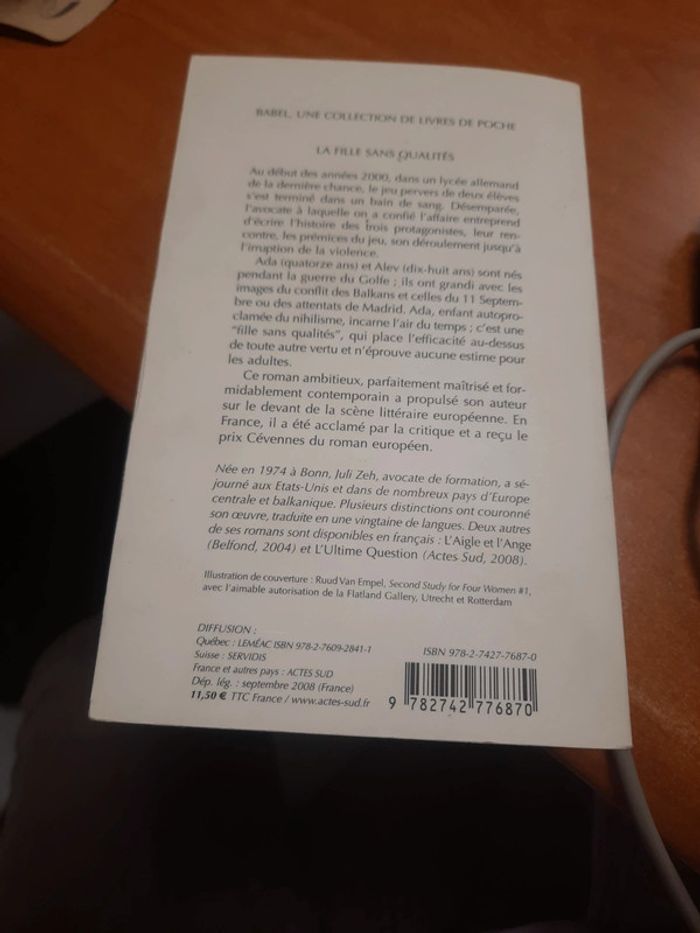 BABEL, UNE COLLECTION DE LIVRES DE POCHE
LA FILLE SANS QUALITÉS
Au début des années 2000, dans un lycée allemand
de la dernière chance, le jeu pervers de deux élèves
s'est terminé dans un bain de sang. Désemparée,
l'avocate à laquelle on a confié l'affaire entreprend
d'écrire l'histoire des trois protagonistes, leur ren-
contre, les prémices du jeu, son déroulement jusqu'à
l'irruption de la violence.
Ada (quatorze ans) et Alev (dix-huit ans) sont nés
pendant la guerre du Golfe ; ils ont grandi avec les
images du conflit des Balkans et celles du 11 Septem-
bre ou des attentats de Madrid. Ada, enfant autopro-
clamée du nihilisme, incarne l'air du temps ; c'est une
"fille sans qualités", qui place l'efficacité au-dessus
de toute autre vertu et n'éprouve aucune estime pour
les adultes.
Ce roman ambitieux, parfaitement maîtrisé et for-
midablement contemporain a propulsé son auteur
sur le devant de la scène littéraire européenne. En
France, il a été acclamé par la critique et a reçu le
prix Cévennes du roman européen.
Née en 1974 à Bonn, Juli Zeh, avocate de formation, a sé-
journé aux Etats-Unis et dans de nombreux pays d'Europe
centrale et balkanique. Plusieurs distinctions ont couronné
son œuvre, traduite en une vingtaine de langues. Deux autres
de ses romans sont disponibles en français : L'Aigle et l'Ange
(Belfond, 2004) et L'Ultime Question (Actes Sud, 2008).
Illustration de couverture : Ruud Van Empel, Second Study for Four Women #1,
avec l'aimable autorisation de la Flatland Gallery, Utrecht et Rotterdam
DIFFUSION :
Québec : LEMÉAC ISBN 978-2-7609-2841-1
Suisse : SERVIDIS
France et autres pays : ACTES SUD
Dép. lég. : septembre 2008 (France)
11,50 € TTC France / www.actes-sud.fr
ISBN 978-2-7427-7687-0
9 782742 776870